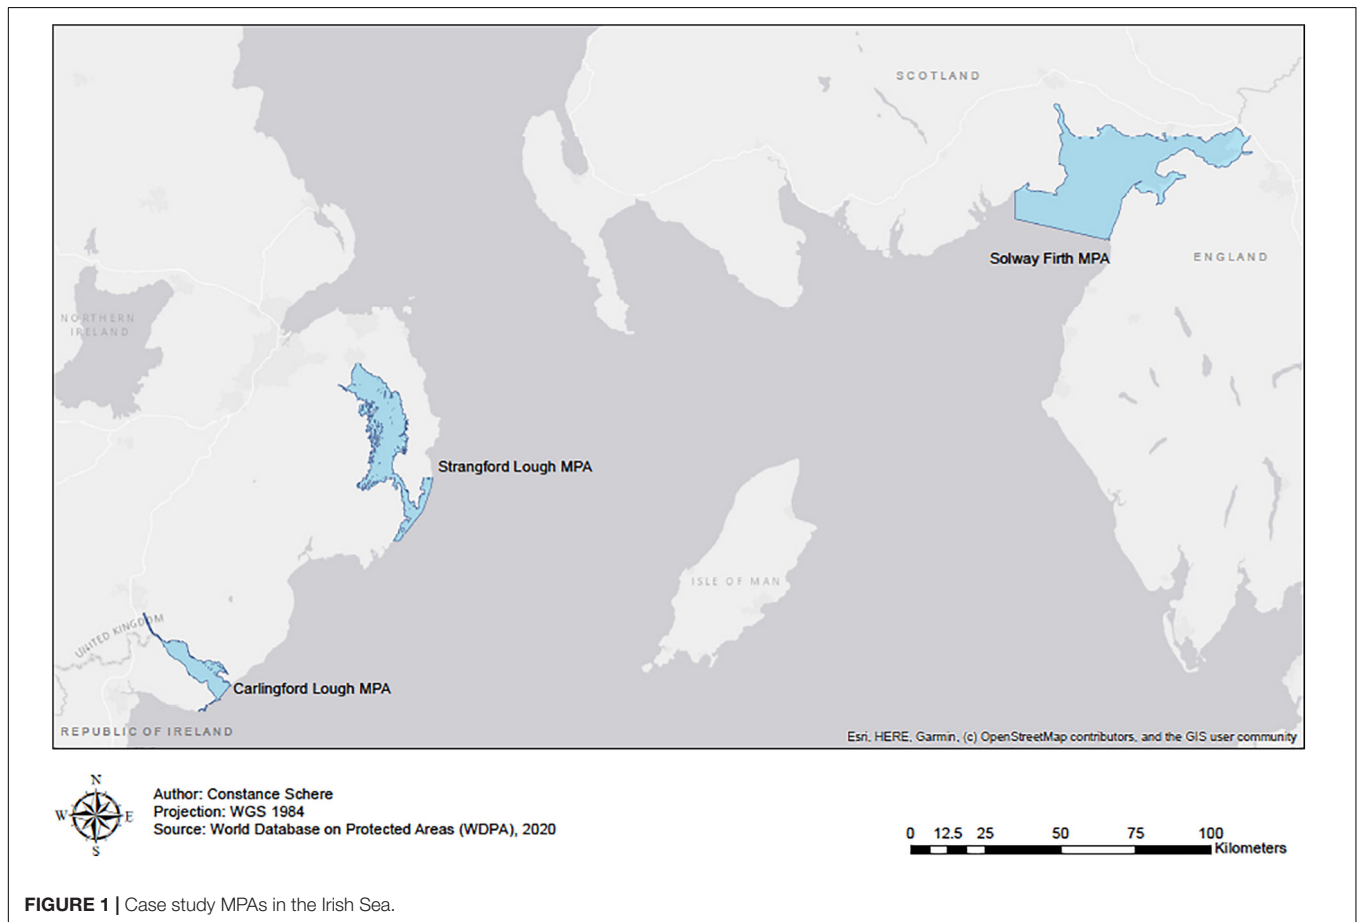 SCOTLAND
Solway Firth MPA
ENGLAND
NORTHERN
IRELAND
Strangford Lough MPA
ISLE OF MAN
UNITED KINGDOM
Carlingford Lough MPA
REPUBLIC OF IRELAND
Esri, HERE, Garmin, (c) OpenStreetMap contributors, and the GIS user community
N
W E
S
Author: Constance Schere
Projection: WGS 1984
Source: World Database on Protected Areas (WDPA), 2020
0 12.5 25 50 75 100
Kilometers
FIGURE 1 | Case study MPAs in the Irish Sea.